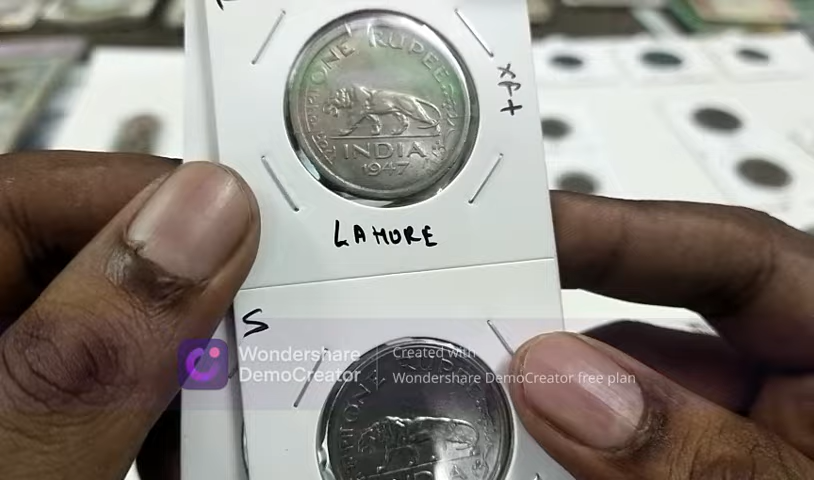 ONE RUPEE
INDIA
1947
XF+
LAHORE
S
Wondershare
DemoCreator
Created with
Wondershare DemoCreator free plan